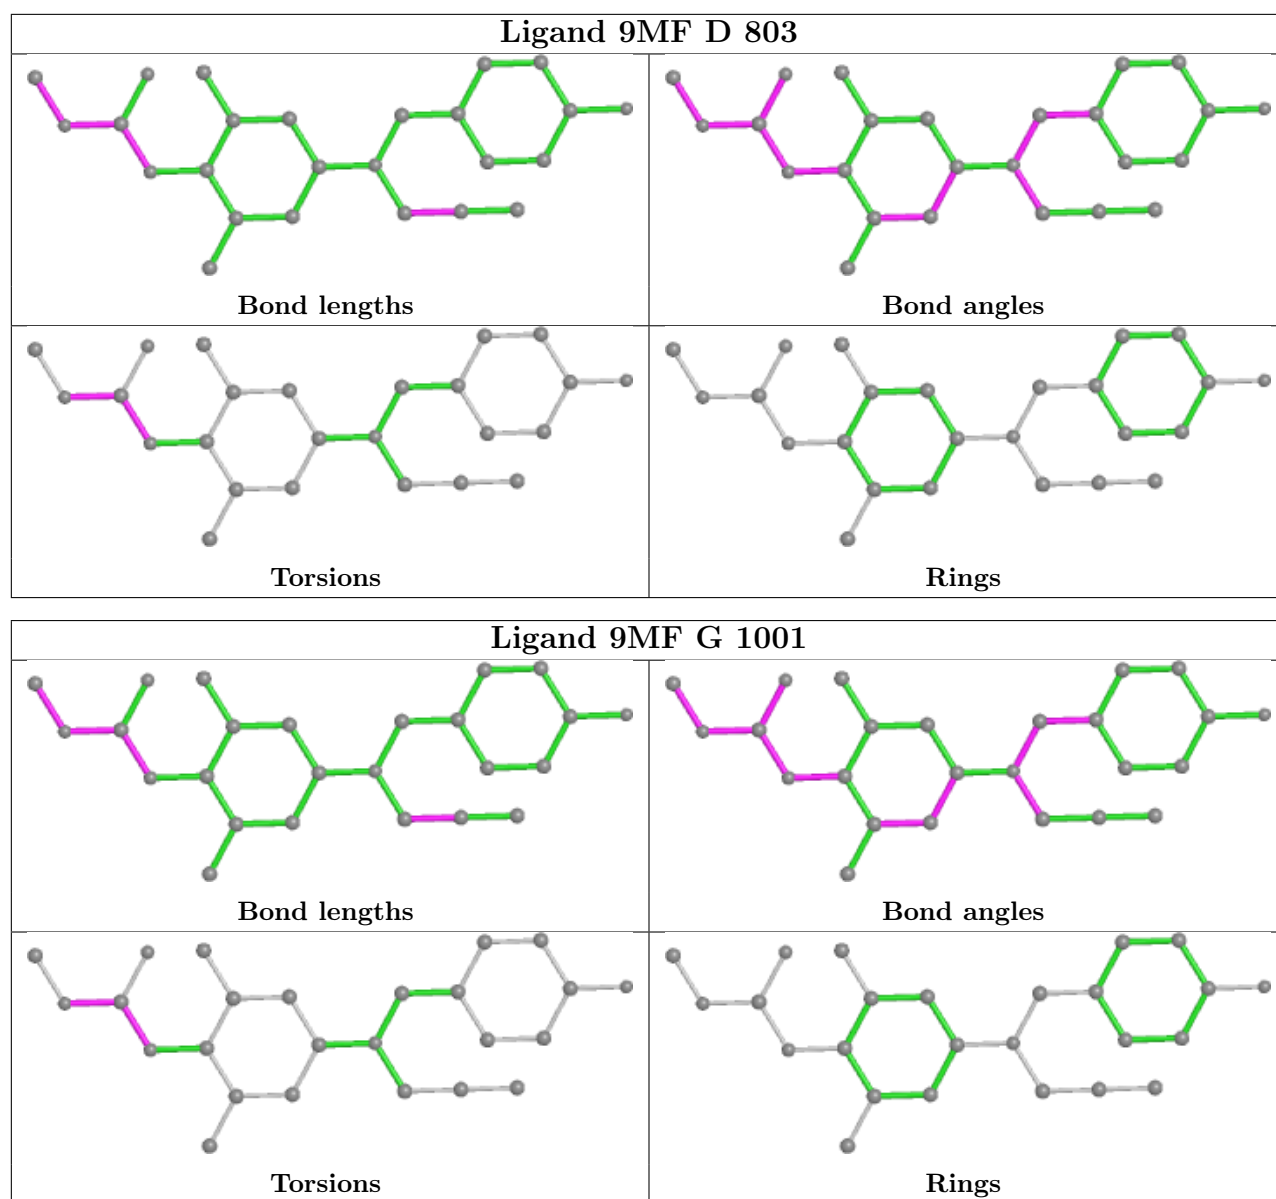 Ligand 9MF D 803
Bond lengths
Bond angles
Torsions
Rings
Ligand 9MF G 1001
Bond lengths
Bond angles
Torsions
Rings